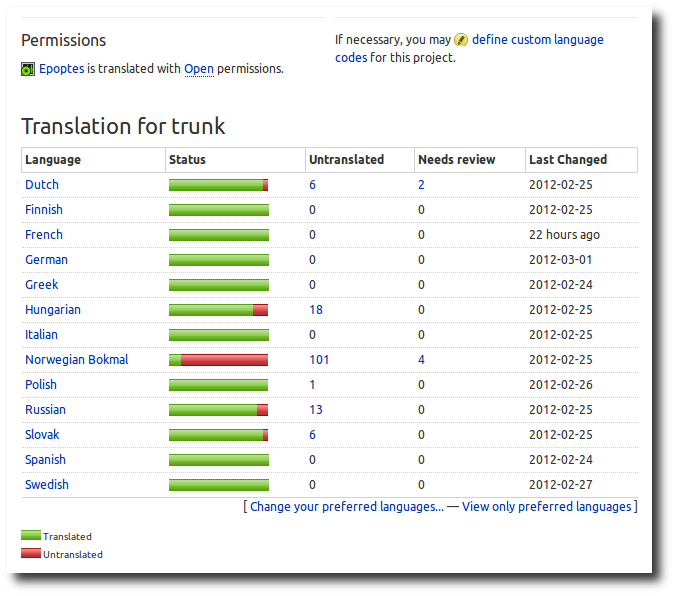 Permissions
Epoptes is translated with Open permissions.
If necessary, you may define custom language
codes for this project.
Translation for trunk
Language Status Untranslated Needs review Last Changed
Dutch 6 2 2012-02-25
Finnish 0 0 2012-02-25
French 0 0 22 hours ago
German 0 0 2012-03-01
Greek 0 0 2012-02-24
Hungarian 18 0 2012-02-25
Italian 0 0 2012-02-25
Norwegian Bokmal 101 4 2012-02-25
Polish 1 0 2012-02-26
Russian 13 0 2012-02-25
Slovak 6 0 2012-02-25
Spanish 0 0 2012-02-24
Swedish 0 0 2012-02-27
[ Change your preferred languages... — View only preferred languages ]
Translated
Untranslated